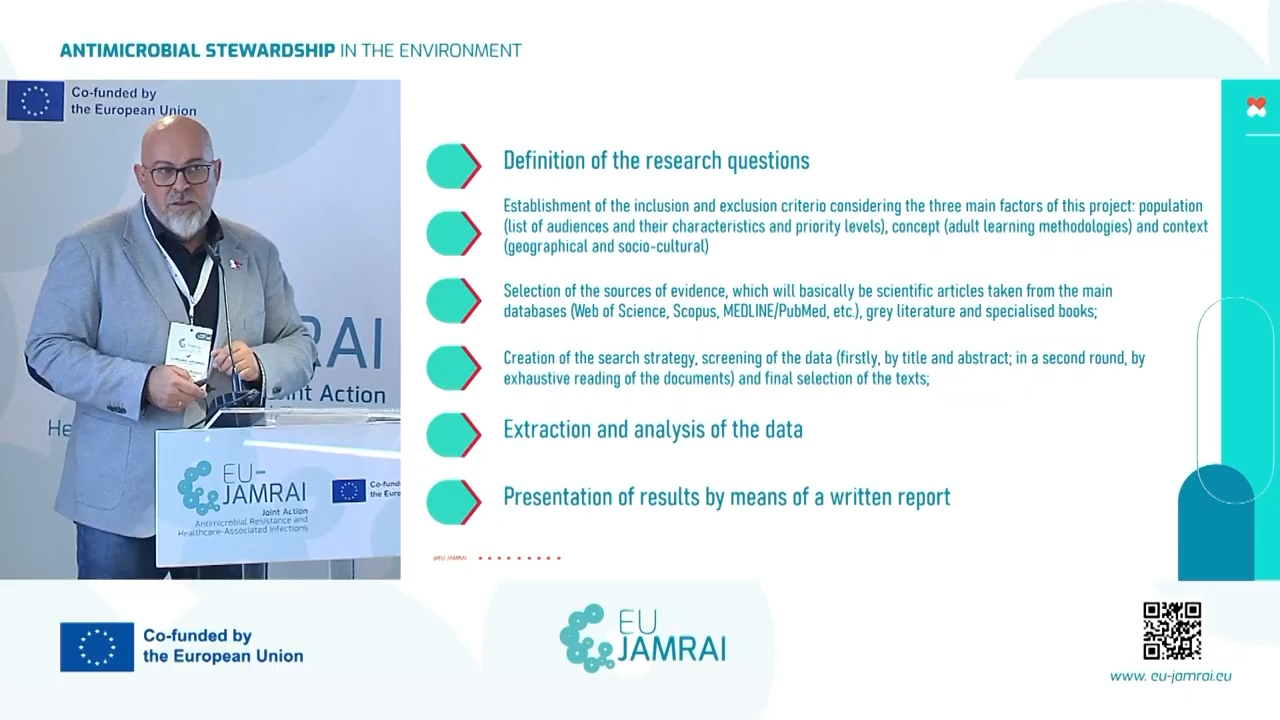 ANTIMICROBIAL STEWARDSHIP IN THE ENVIRONMENT
Co-funded by
the European Union
RAI
Joint Action
He
EU-
JAMRAI
Joint Action
Antimicrobial Resistance and
Healthcare-Associated Infections
Co-fund
the Euro
Definition of the research questions
Establishment of the inclusion and exclusion criterio considering the three main factors of this project: population
(list of audiences and their characteristics and priority levels), concept (adult learning methodologies) and context
(geographical and socio-cultural)
Selection of the sources of evidence, which will basically be scientific articles taken from the main
databases (Web of Science, Scopus, MEDLINE/PubMed, etc.), grey literature and specialised books;
Creation of the search strategy, screening of the data (firstly, by title and abstract; in a second round, by
exhaustive reading of the documents) and final selection of the texts;
Extraction and analysis of the data
Presentation of results by means of a written report
@EU_JAMRAI
Co-funded by
the European Union
EU
JAMRAI
www. eu-jamrai.eu